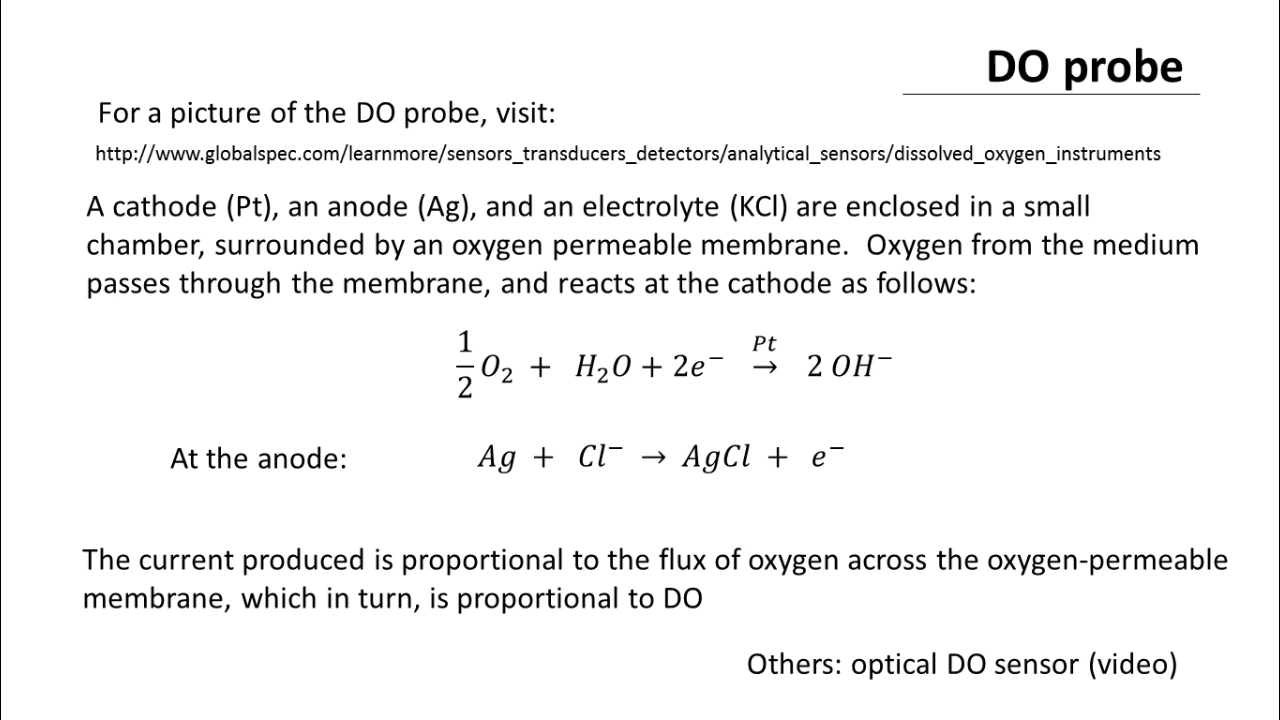 DO probe
For a picture of the DO probe, visit:
http://www.globalspec.com/learnmore/sensors_transducers_detectors/analytical_sensors/dissolved_oxygen_instruments
A cathode (Pt), an anode (Ag), and an electrolyte (KCl) are enclosed in a small
chamber, surrounded by an oxygen permeable membrane. Oxygen from the medium
passes through the membrane, and reacts at the cathode as follows:
½ O₂ + H₂O + 2e⁻ →(Pt) 2 OH⁻
At the anode: Ag + Cl⁻ → AgCl + e⁻
The current produced is proportional to the flux of oxygen across the oxygen-permeable
membrane, which in turn, is proportional to DO
Others: optical DO sensor (video)